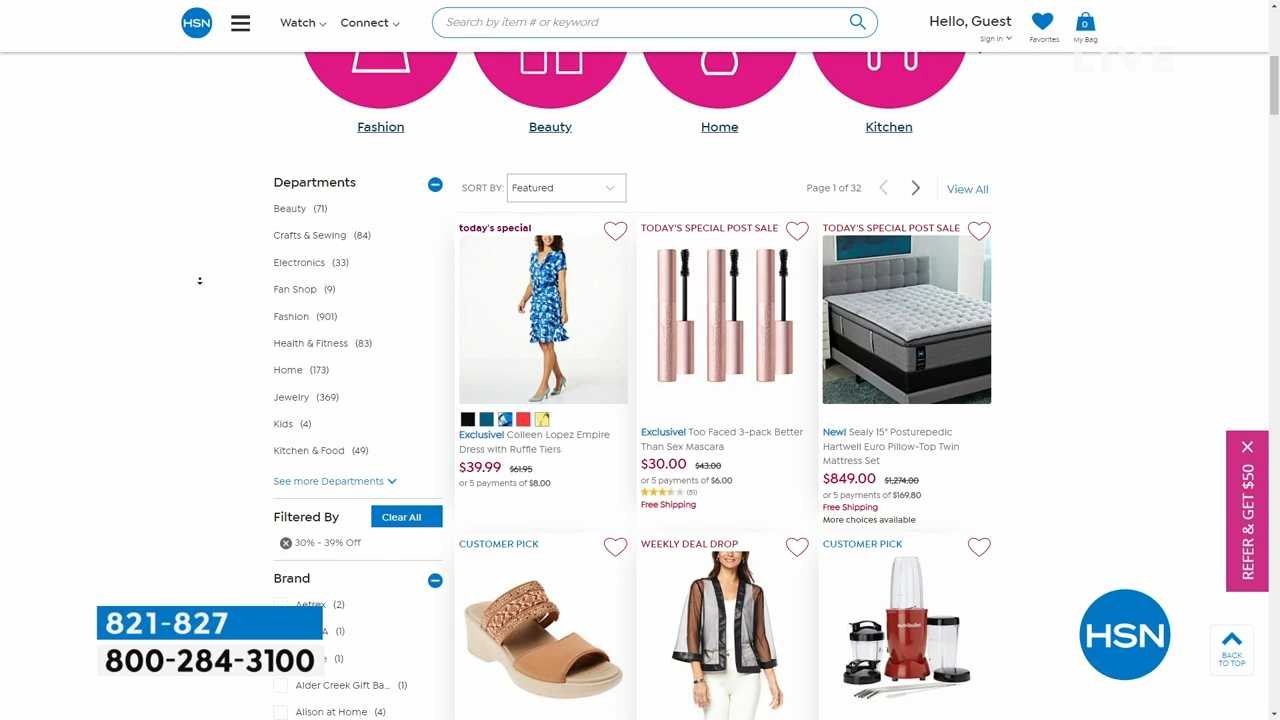 HSN
Watch
Connect
Search by item # or keyword
Hello, Guest
Sign In
Favorites
0
My Bag
LIVE
Fashion
Beauty
Home
Kitchen
Departments
Beauty (71)
Crafts & Sewing (84)
Electronics (33)
Fan Shop (9)
Fashion (901)
Health & Fitness (83)
Home (173)
Jewelry (369)
Kids (4)
Kitchen & Food (49)
See more Departments
Filtered By
Clear All
30% - 39% Off
Brand
Aetrex (2)
(1)
(1)
Alder Creek Gift Ba... (1)
Alison at Home (4)
SORT BY: Featured
Page 1 of 32
View All
today's special
Exclusive! Colleen Lopez Empire
Dress with Ruffle Tiers
$39.99 $61.95
or 5 payments of $8.00
TODAY'S SPECIAL POST SALE
Exclusive! Too Faced 3-pack Better
Than Sex Mascara
$30.00 $43.00
or 5 payments of $6.00
(51)
Free Shipping
TODAY'S SPECIAL POST SALE
New! Sealy 15" Posturepedic
Hartwell Euro Pillow-Top Twin
Mattress Set
$849.00 $1,274.00
or 5 payments of $169.80
Free Shipping
More choices available
CUSTOMER PICK
WEEKLY DEAL DROP
CUSTOMER PICK
nutribullet
REFER & GET $50
821-827
800-284-3100
HSN
BACK
TO TOP